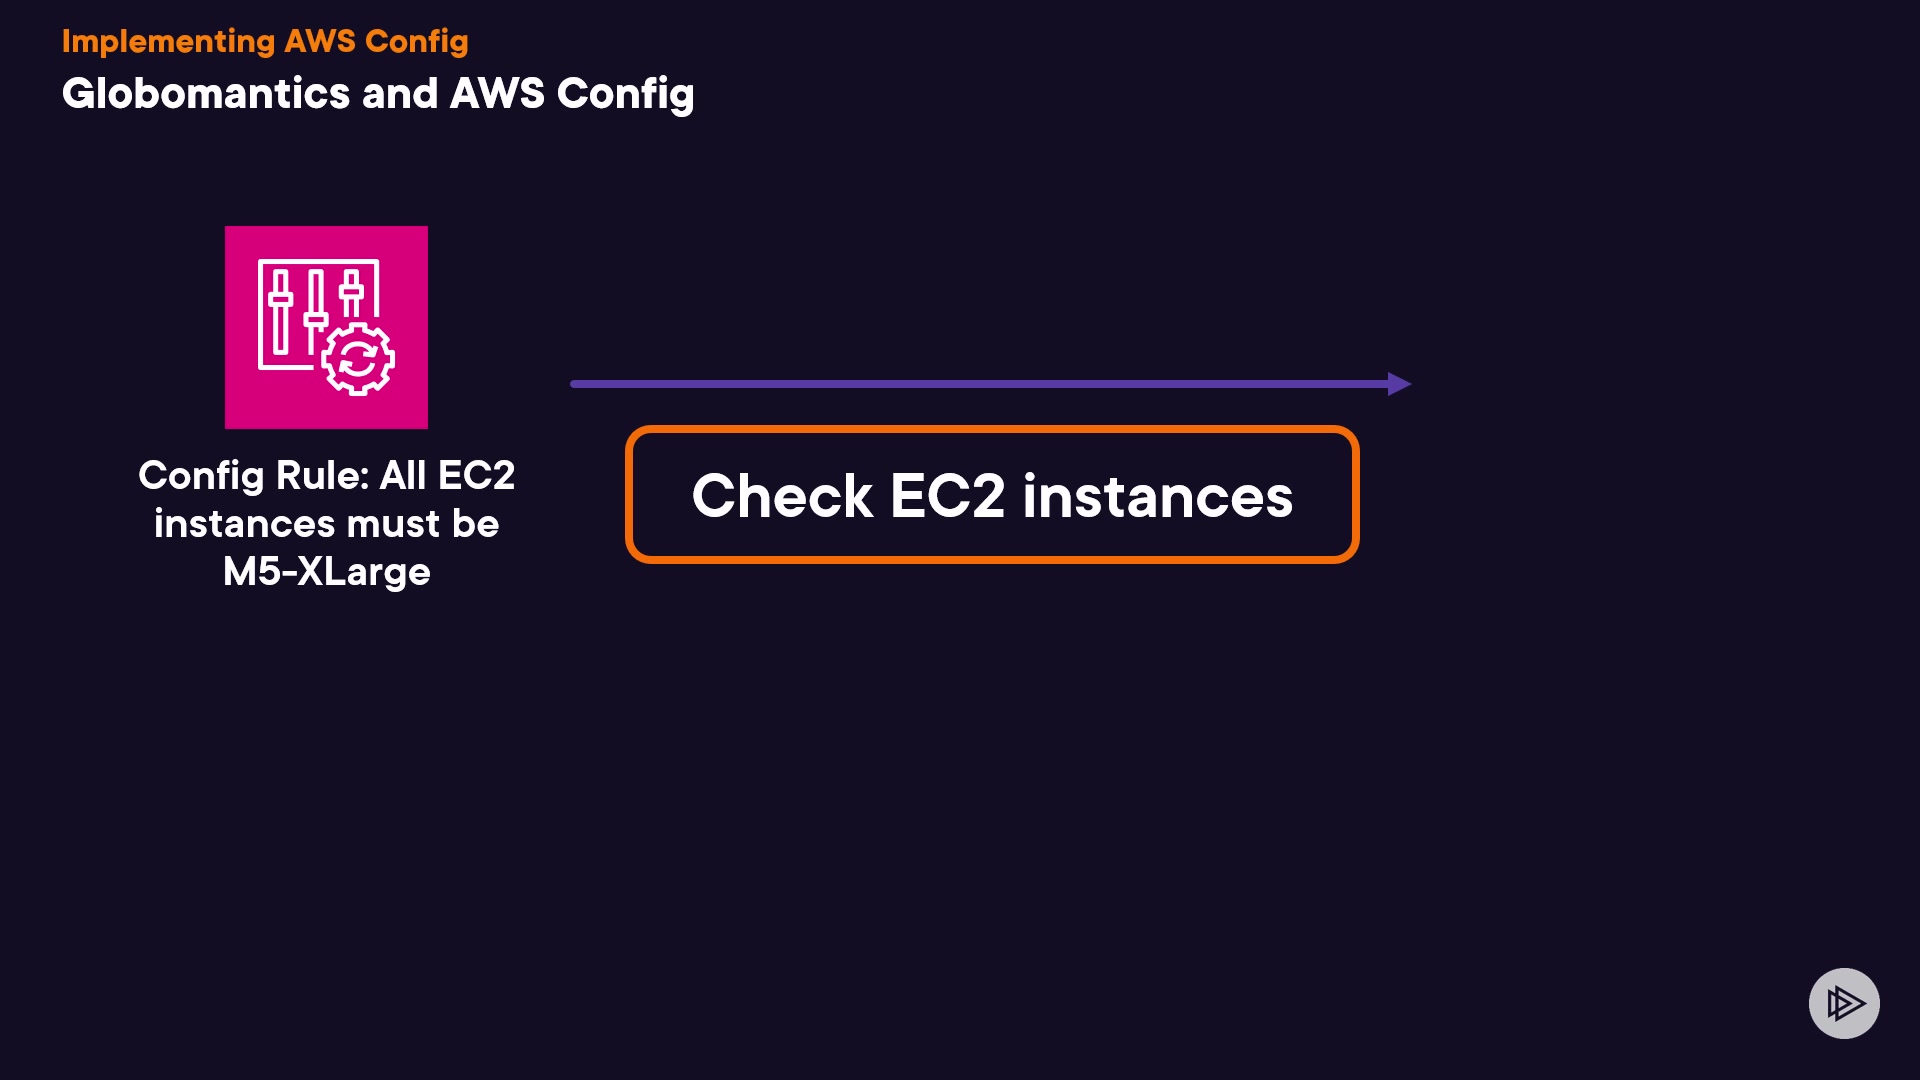 Implementing AWS Config
Globomantics and AWS Config
Config Rule: All EC2
instances must be
M5-XLarge
Check EC2 instances